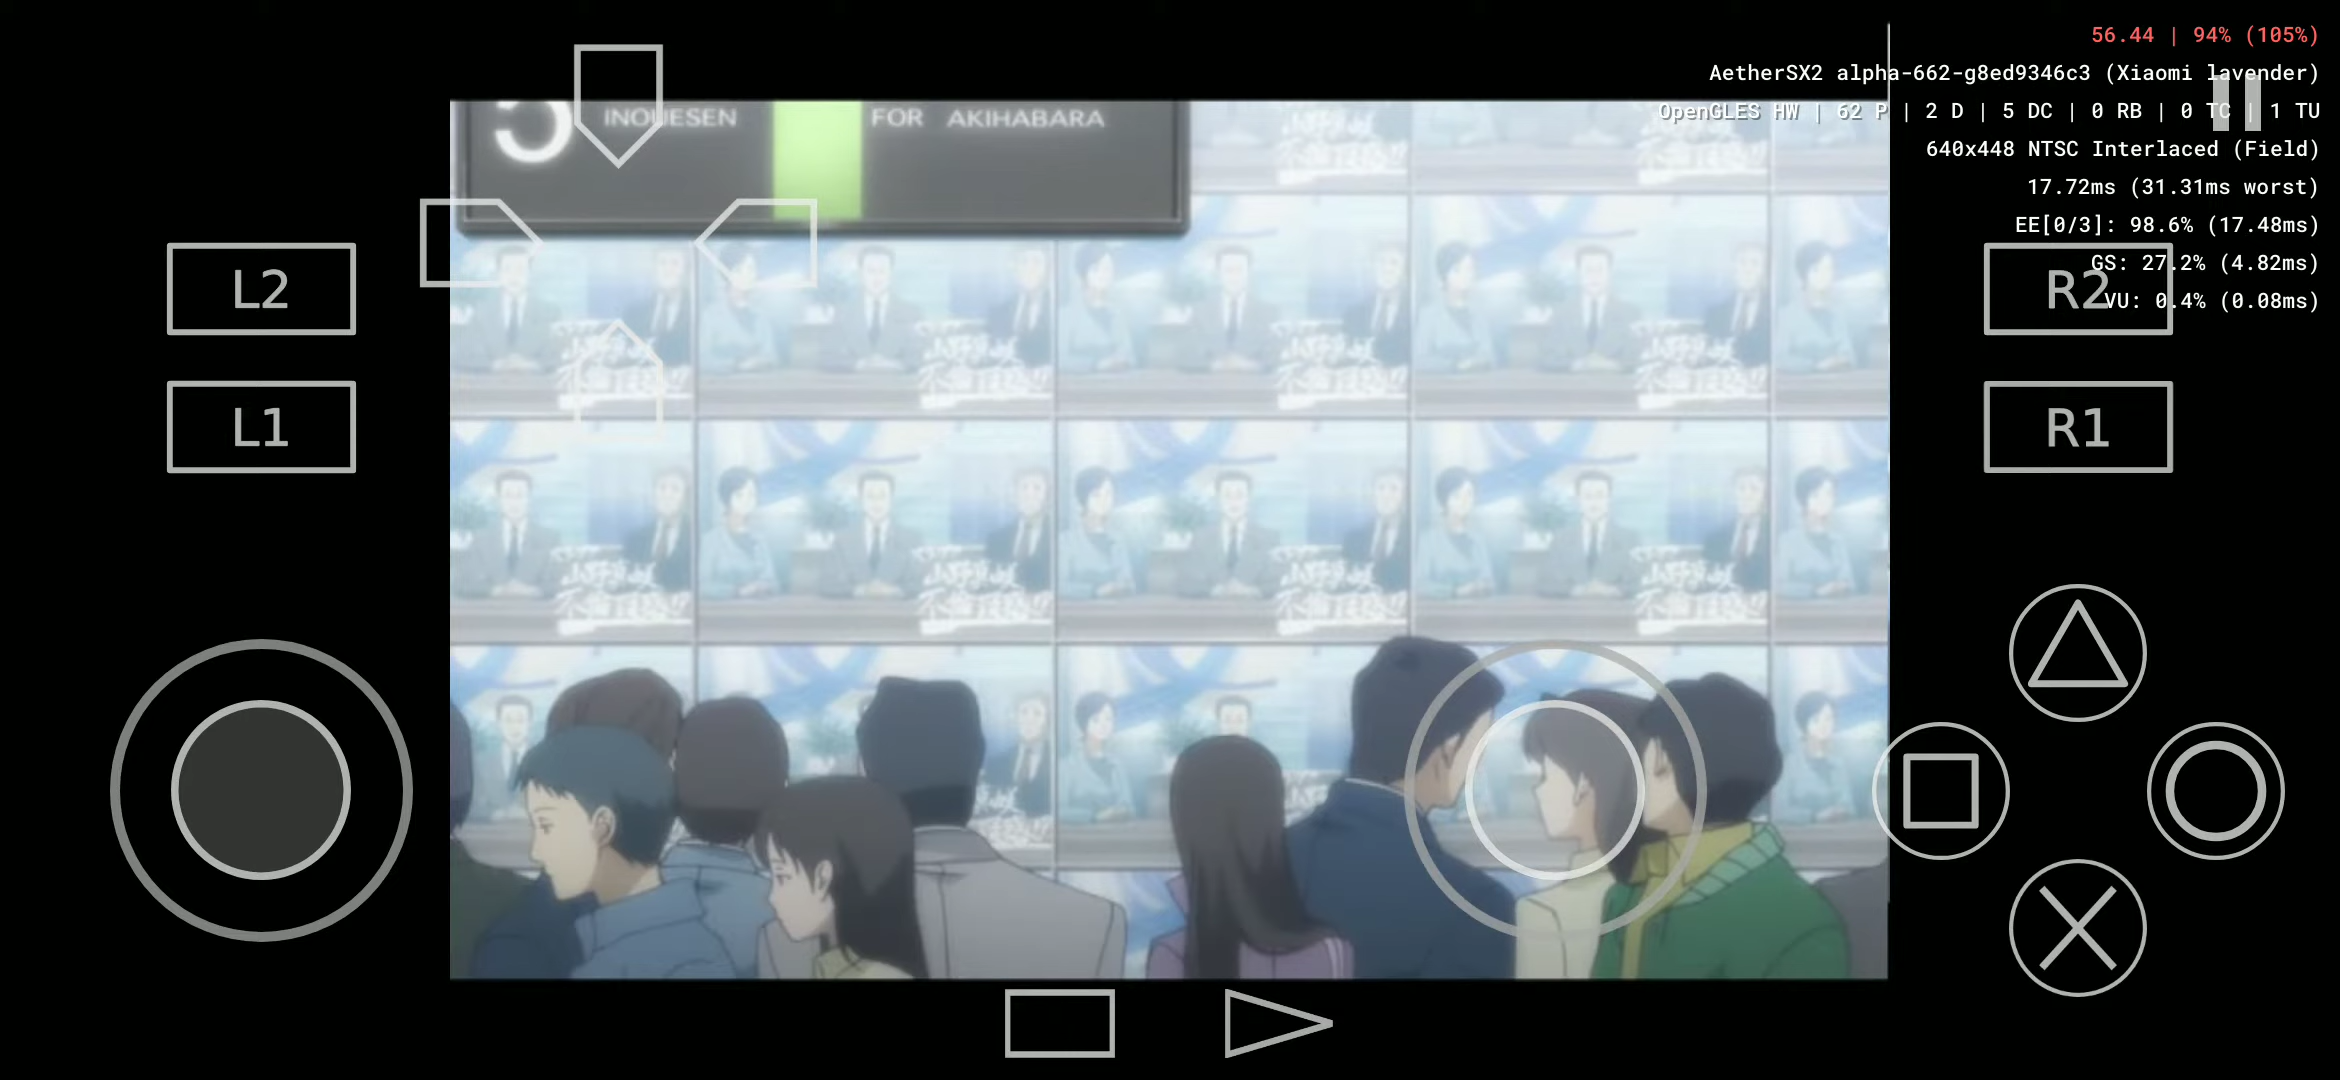 56.44 | 94% (105%)
AetherSX2 alpha-662-g8ed9346c3 (Xiaomi lavender)
OpenGLES HW | 62 P | 2 D | 5 DC | 0 RB | 0 TC | 1 TU
640x448 NTSC Interlaced (Field)
17.72ms (31.31ms worst)
EE[0/3]: 98.6% (17.48ms)
GS: 27.2% (4.82ms)
VU: 0.4% (0.08ms)
5 INOUESEN FOR AKIHABARA
L2
R2
L1
R1